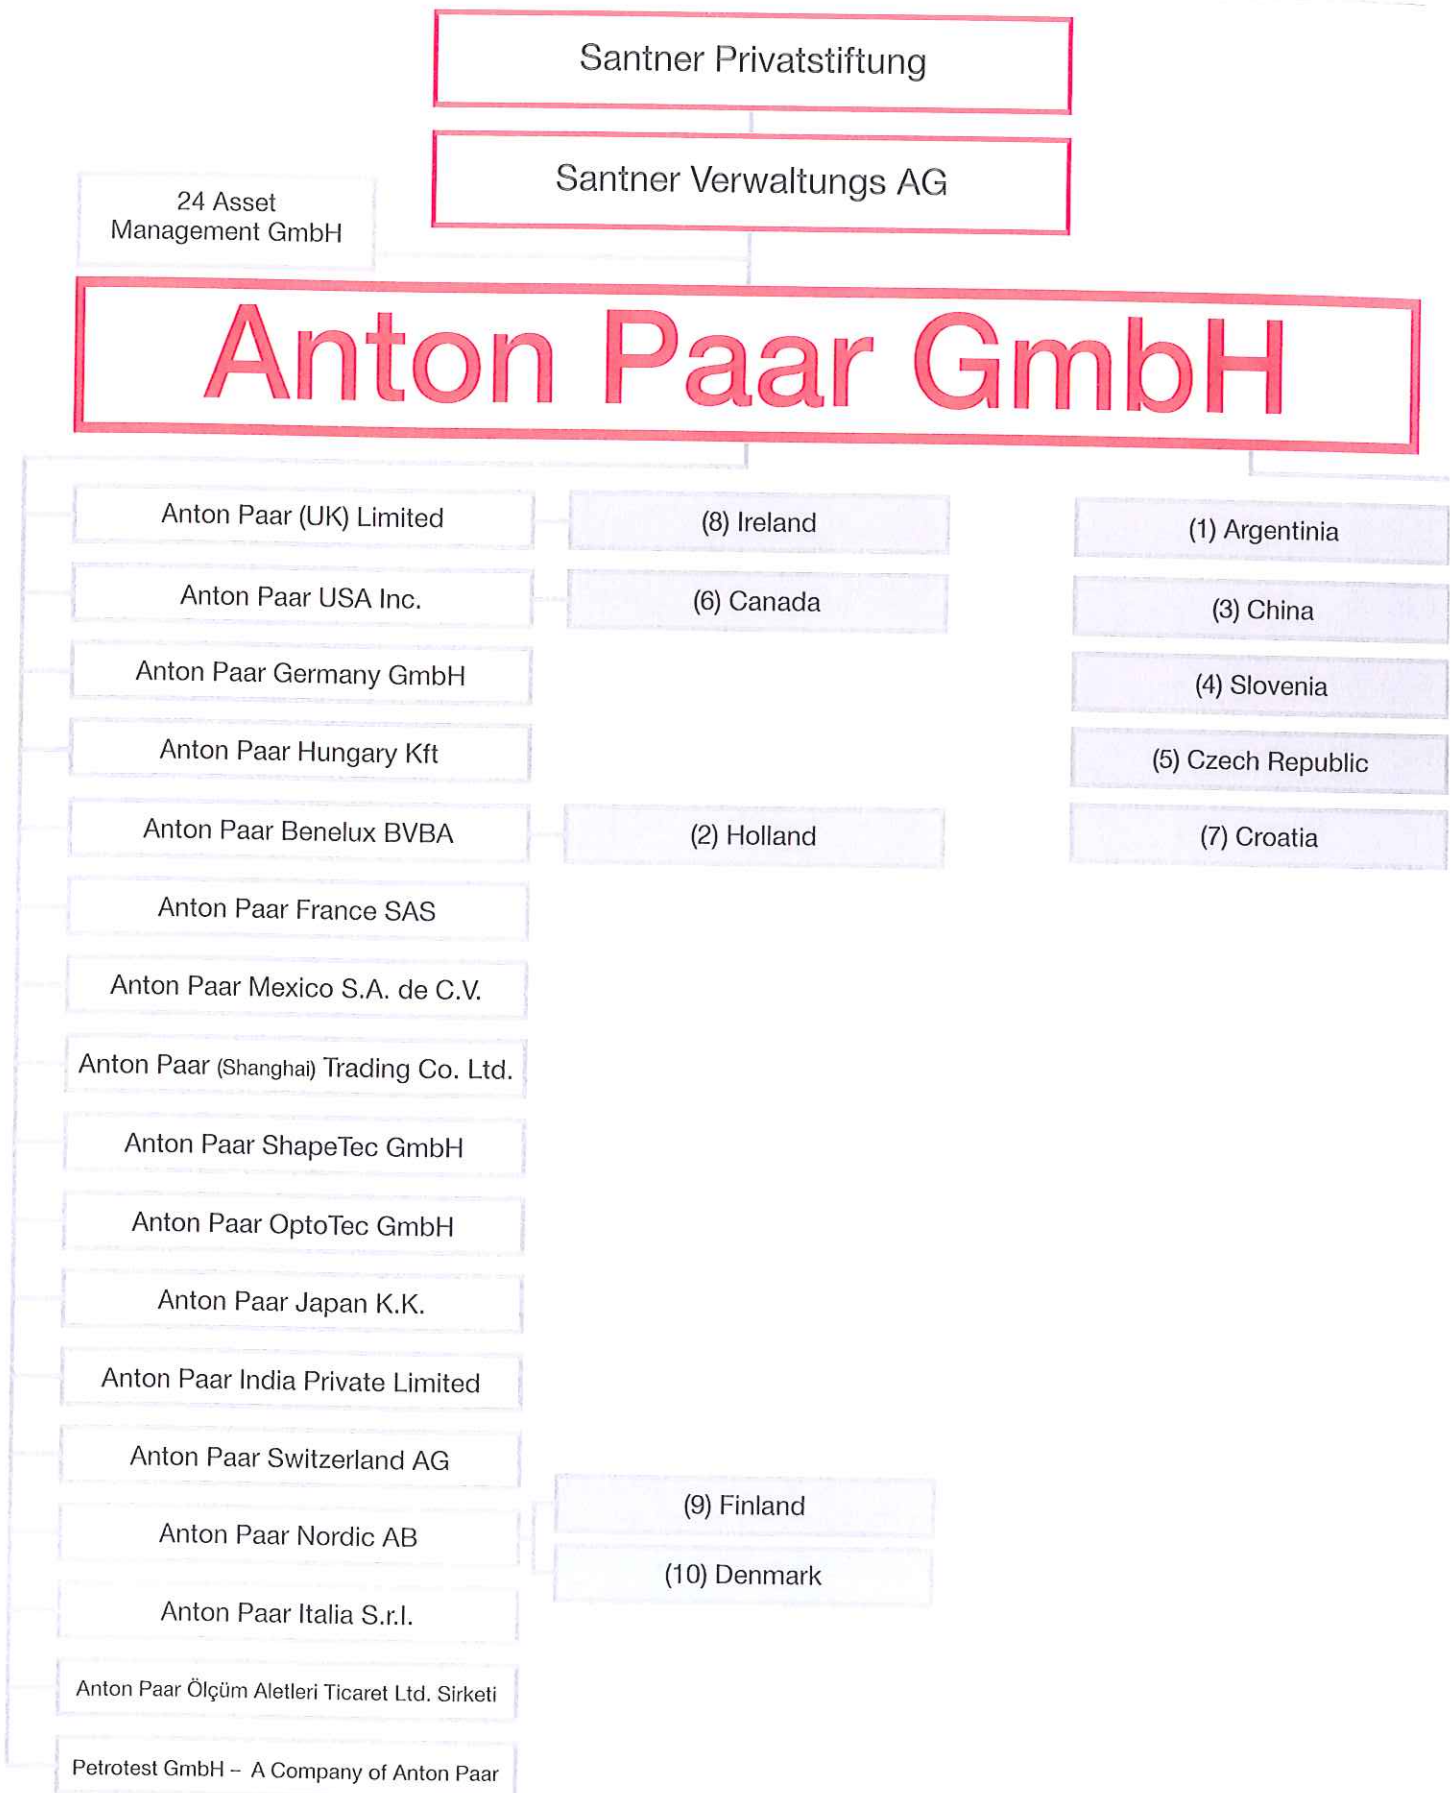 Santner Privatstiftung
Santner Verwaltungs AG
24 Asset
Management GmbH
Anton Paar GmbH
Anton Paar (UK) Limited
(8) Ireland
(1) Argentinia
Anton Paar USA Inc.
(6) Canada
(3) China
Anton Paar Germany GmbH
(4) Slovenia
Anton Paar Hungary Kft
(5) Czech Republic
Anton Paar Benelux BVBA
(2) Holland
(7) Croatia
Anton Paar France SAS
Anton Paar Mexico S.A. de C.V.
Anton Paar (Shanghai) Trading Co. Ltd.
Anton Paar ShapeTec GmbH
Anton Paar OptoTec GmbH
Anton Paar Japan K.K.
Anton Paar India Private Limited
Anton Paar Switzerland AG
(9) Finland
Anton Paar Nordic AB
(10) Denmark
Anton Paar Italia S.r.l.
Anton Paar Ölçüm Aletleri Ticaret Ltd. Sirketi
Petrotest GmbH – A Company of Anton Paar